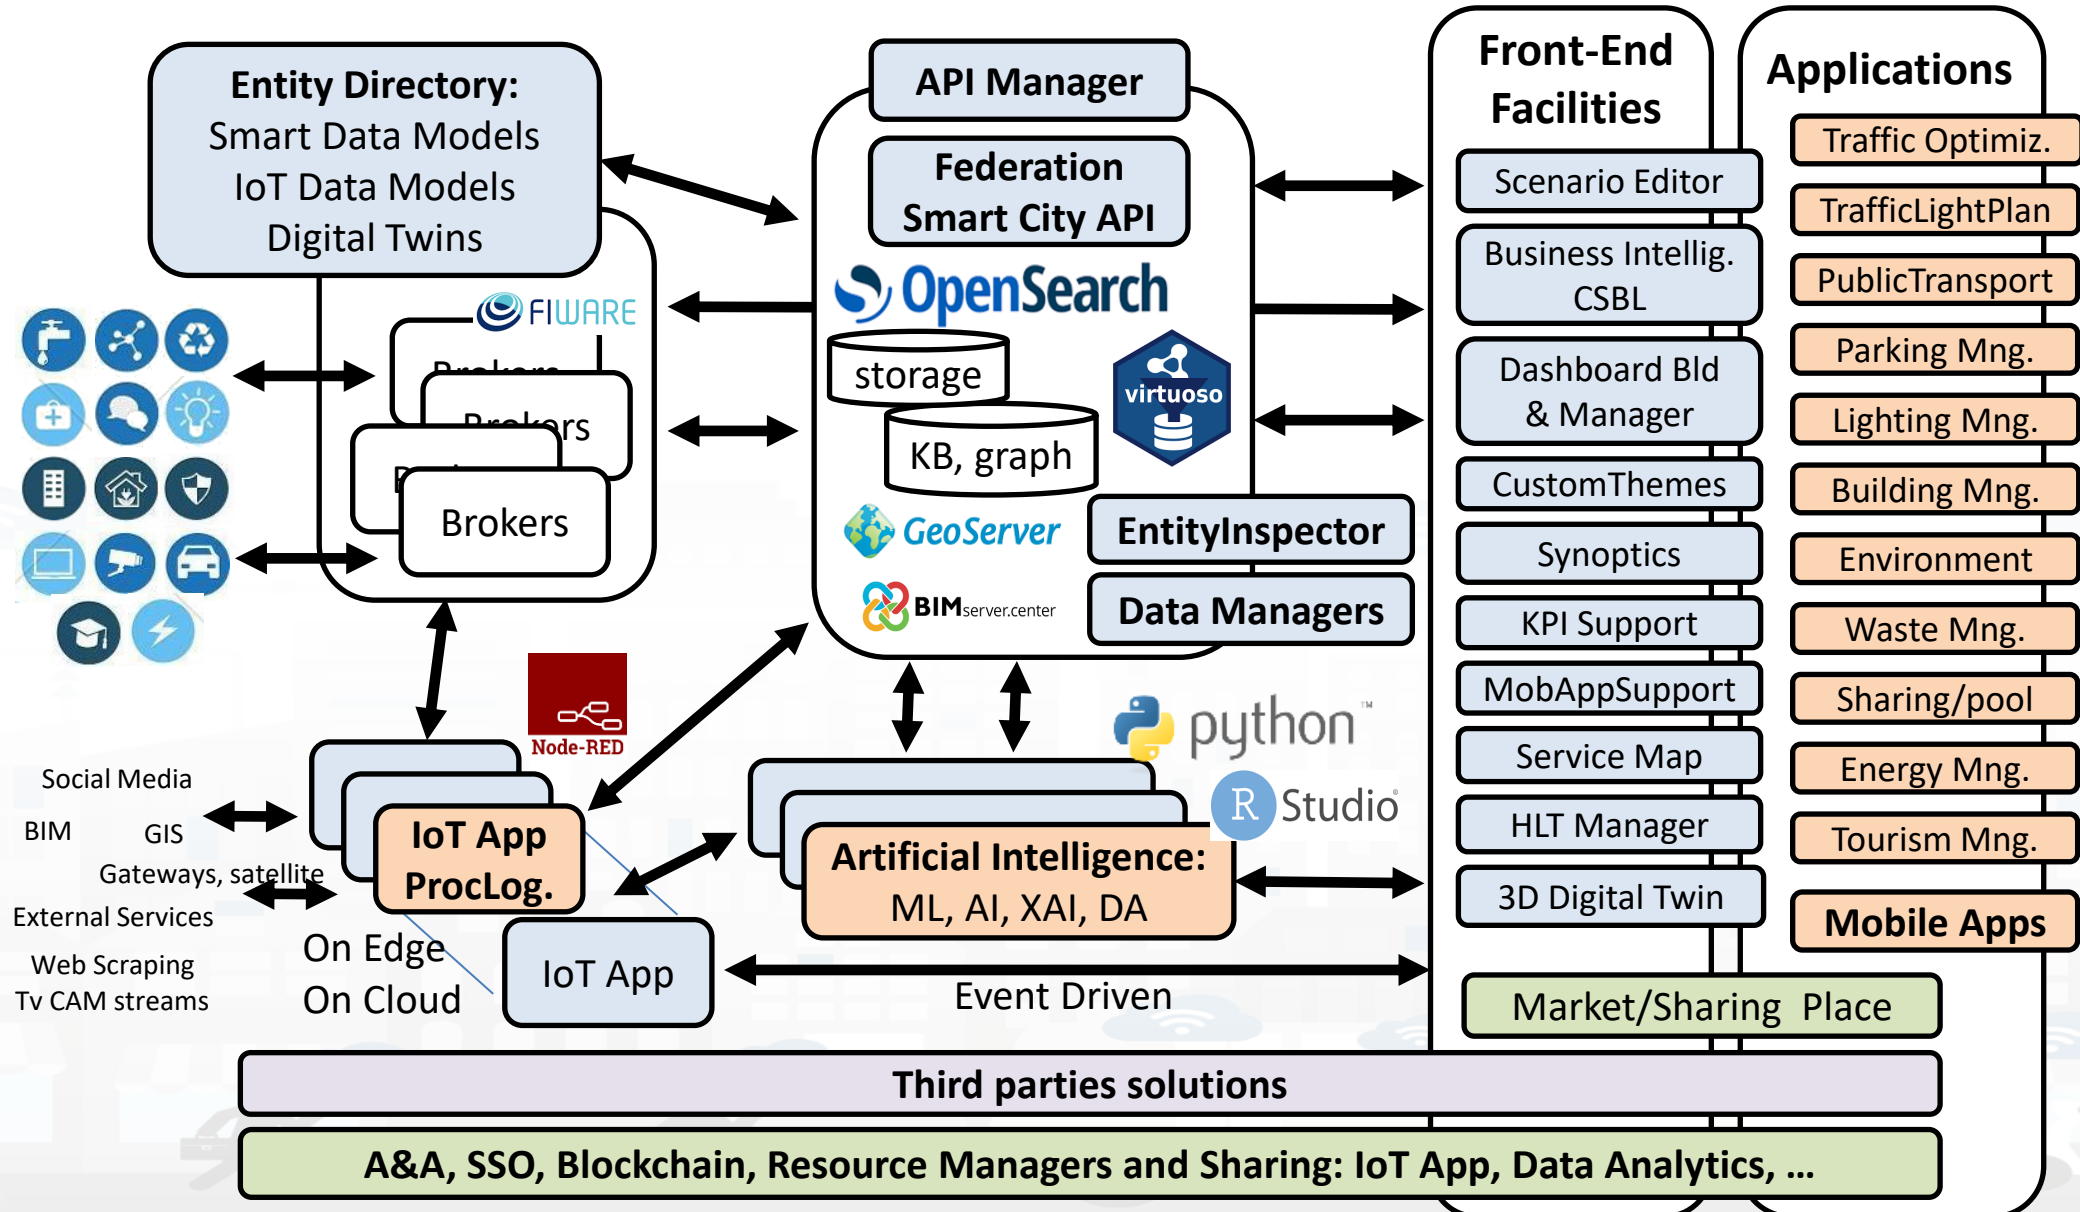 Entity Directory:
Smart Data Models
IoT Data Models
Digital Twins
FIWARE
Brokers
Brokers
Brokers
API Manager
Federation
Smart City API
OpenSearch
storage
KB, graph
virtuoso
GeoServer
EntityInspector
BIMserver.center
Data Managers
Node-RED
Social Media
BIM
GIS
Gateways, satellite
External Services
Web Scraping
Tv CAM streams
IoT App
ProcLog.
On Edge
On Cloud
IoT App
python™
R Studio®
Artificial Intelligence:
ML, AI, XAI, DA
Event Driven
Front-End
Facilities
Scenario Editor
Business Intellig.
CSBL
Dashboard Bld
& Manager
CustomThemes
Synoptics
KPI Support
MobAppSupport
Service Map
HLT Manager
3D Digital Twin
Applications
Traffic Optimiz.
TrafficLightPlan
PublicTransport
Parking Mng.
Lighting Mng.
Building Mng.
Environment
Waste Mng.
Sharing/pool
Energy Mng.
Tourism Mng.
Mobile Apps
Market/Sharing Place
Third parties solutions
A&A, SSO, Blockchain, Resource Managers and Sharing: IoT App, Data Analytics, ...